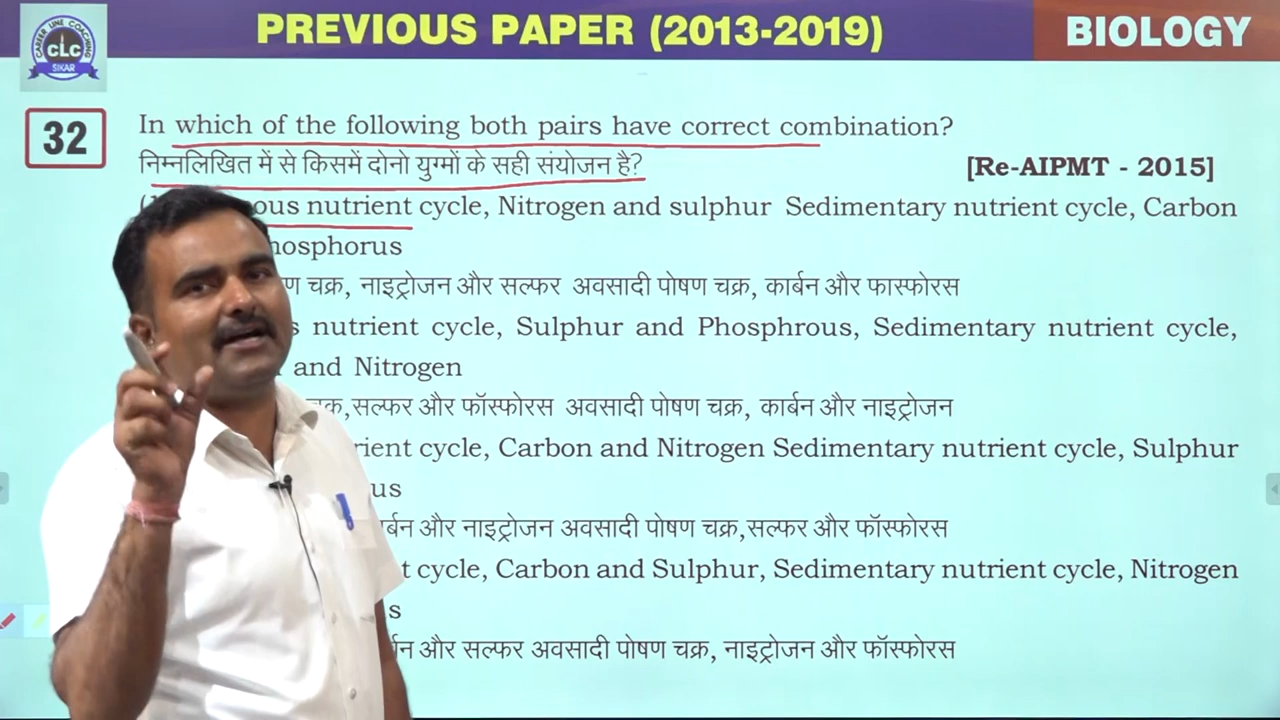 PREVIOUS PAPER (2013-2019)
BIOLOGY
CAREER LINE COACHING
CLC
SIKAR
32
In which of the following both pairs have correct combination?
निम्नलिखित में से किसमें दोनो युग्मों के सही संयोजन है?
[Re-AIPMT - 2015]
nutrient cycle, Nitrogen and sulphur Sedimentary nutrient cycle, Carbon
चक्र, नाइट्रोजन और सल्फर अवसादी पोषण चक्र, कार्बन और फास्फोरस
nutrient cycle, Sulphur and Phosphrous, Sedimentary nutrient cycle,
and Nitrogen
सल्फर और फॉस्फोरस अवसादी पोषण चक्र, कार्बन और नाइट्रोजन
cycle, Carbon and Nitrogen Sedimentary nutrient cycle, Sulphur
और नाइट्रोजन अवसादी पोषण चक्र,सल्फर और फॉस्फोरस
cycle, Carbon and Sulphur, Sedimentary nutrient cycle, Nitrogen
और सल्फर अवसादी पोषण चक्र, नाइट्रोजन और फॉस्फोरस